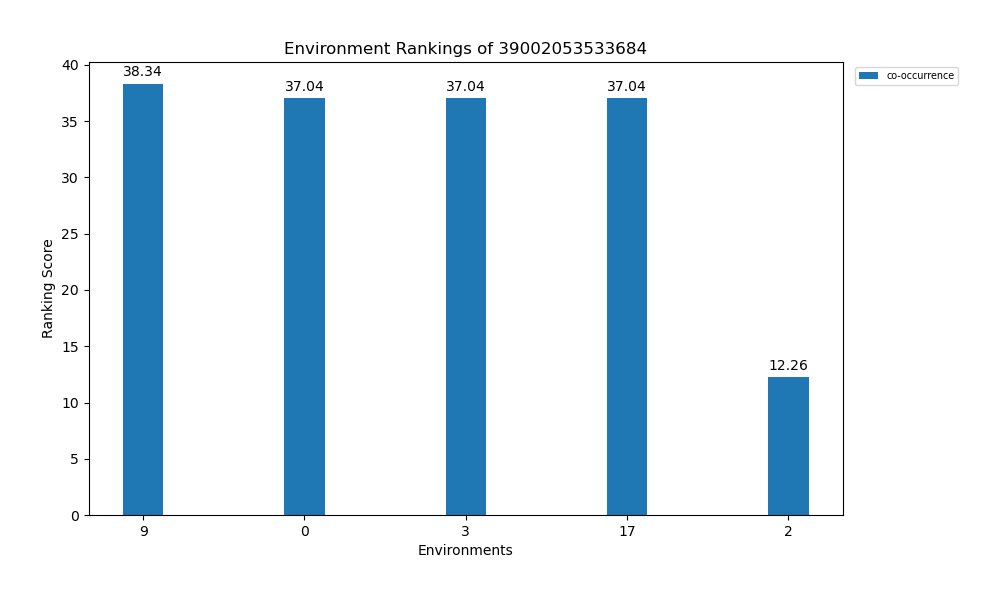 Environment Rankings of 39002053533684
co-occurrence
Ranking Score
40
35
30
25
20
15
10
5
0
38.34
37.04
37.04
37.04
12.26
9 0 3 17 2
Environments